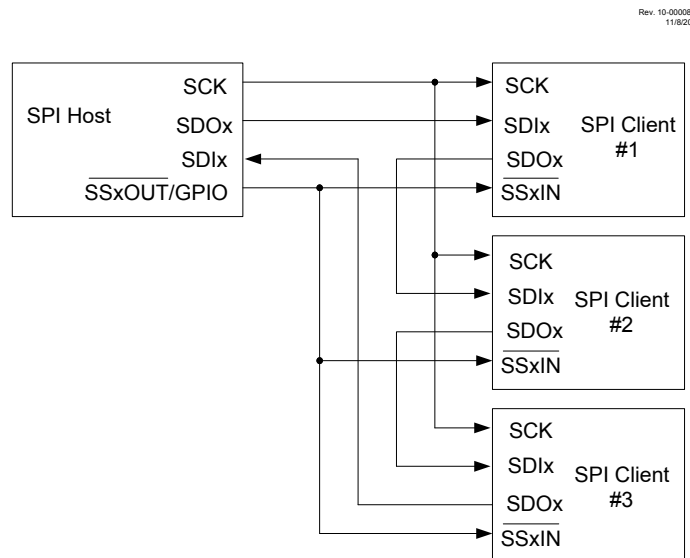 Rev. 10-00008
11/8/20
SPI Host
SCK
SDOx
SDIx
SSxOUT/GPIO
SCK
SDIx
SDOx
SSxIN
SPI Client
#1
SCK
SDIx
SDOx
SSxIN
SPI Client
#2
SCK
SDIx
SDOx
SSxIN
SPI Client
#3